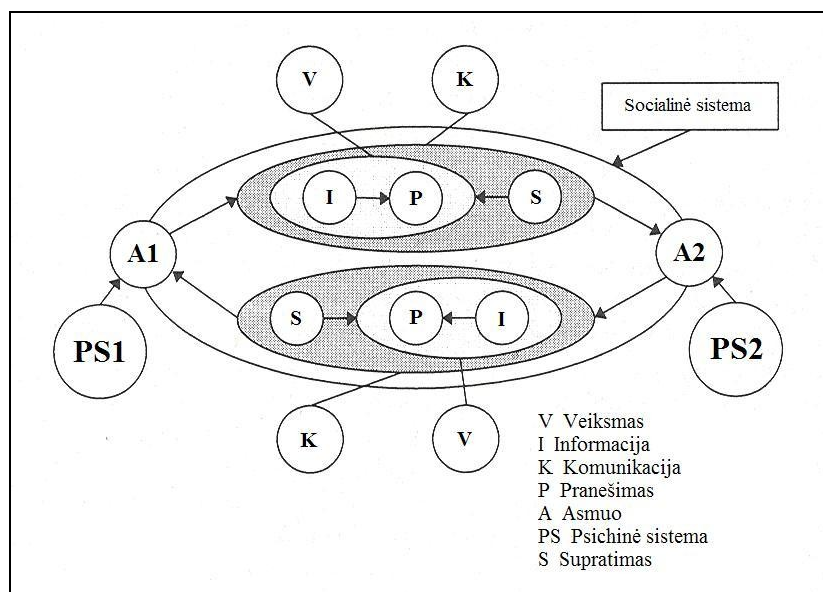 V
K
Socialinė sistema
I
P
S
A1
A2
S
P
I
PS1
PS2
K
V
V Veiksmas
I Informacija
K Komunikacija
P Pranešimas
A Asmuo
PS Psichinė sistema
S Supratimas